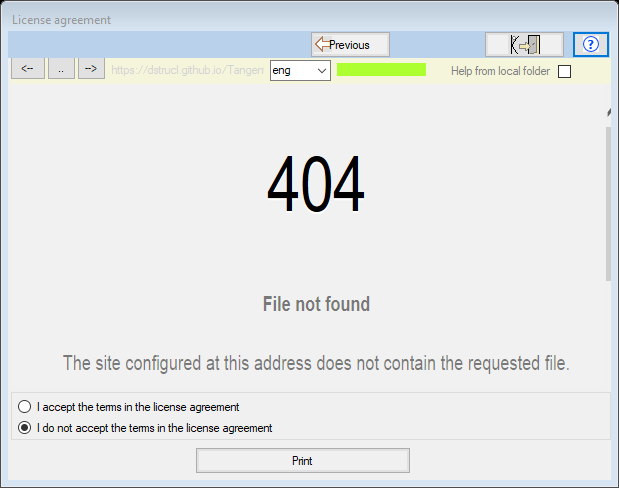 License agreement
Previous
?
<-- .. --> https://dstrucl.github.io/Tangerr eng Help from local folder
404
File not found
The site configured at this address does not contain the requested file.
I accept the terms in the license agreement
I do not accept the terms in the license agreement
Print